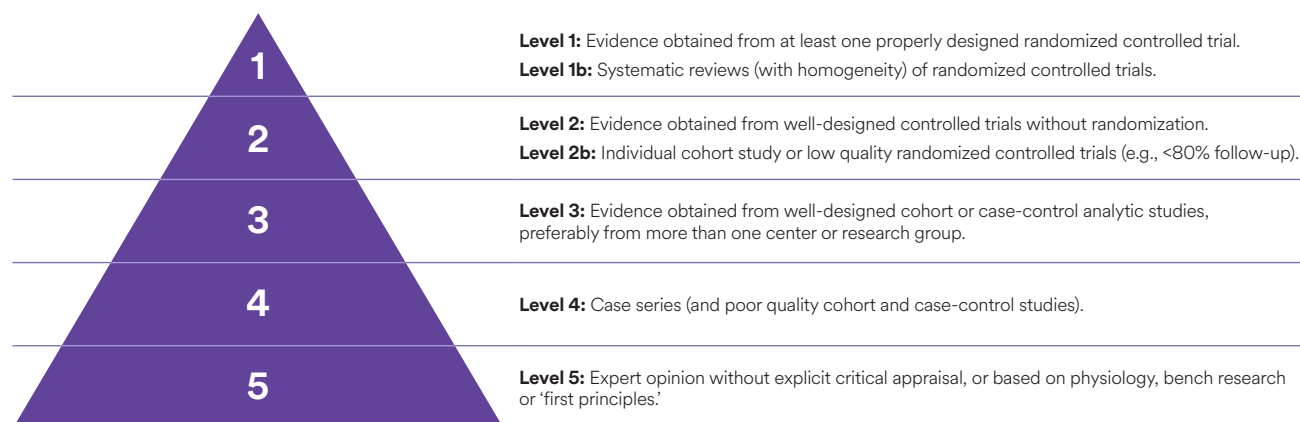 1
Level 1: Evidence obtained from at least one properly designed randomized controlled trial.
Level 1b: Systematic reviews (with homogeneity) of randomized controlled trials.
2
Level 2: Evidence obtained from well-designed controlled trials without randomization.
Level 2b: Individual cohort study or low quality randomized controlled trials (e.g., <80% follow-up).
3
Level 3: Evidence obtained from well-designed cohort or case-control analytic studies,
preferably from more than one center or research group.
4
Level 4: Case series (and poor quality cohort and case-control studies).
5
Level 5: Expert opinion without explicit critical appraisal, or based on physiology, bench research
or ‘first principles.’